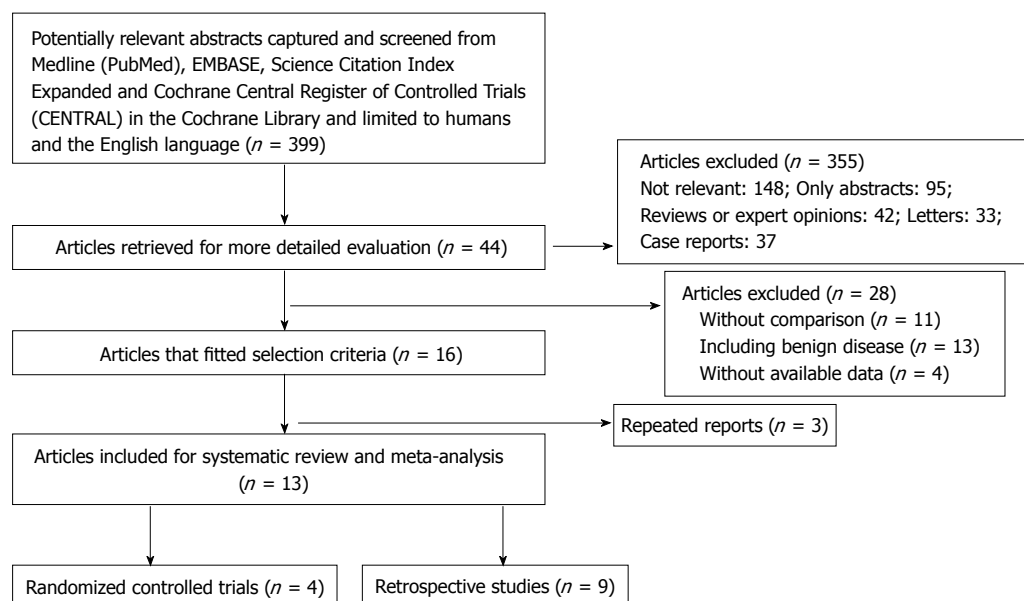 Potentially relevant abstracts captured and screened from
Medline (PubMed), EMBASE, Science Citation Index
Expanded and Cochrane Central Register of Controlled Trials
(CENTRAL) in the Cochrane Library and limited to humans
and the English language (n = 399)
Articles excluded (n = 355)
Not relevant: 148; Only abstracts: 95;
Reviews or expert opinions: 42; Letters: 33;
Case reports: 37
Articles retrieved for more detailed evaluation (n = 44)
Articles excluded (n = 28)
Without comparison (n = 11)
Including benign disease (n = 13)
Without available data (n = 4)
Articles that fitted selection criteria (n = 16)
Repeated reports (n = 3)
Articles included for systematic review and meta-analysis
(n = 13)
Randomized controlled trials (n = 4)
Retrospective studies (n = 9)